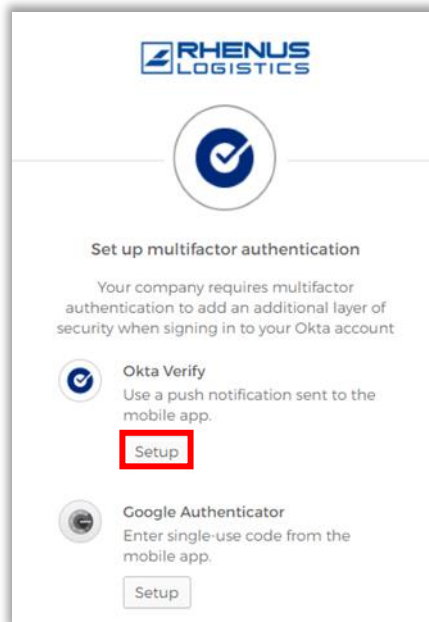 RHENUS
LOGISTICS
Set up multifactor authentication
Your company requires multifactor
authentication to add an additional layer of
security when signing in to your Okta account
Okta Verify
Use a push notification sent to the
mobile app.
Setup
Google Authenticator
Enter single-use code from the
mobile app.
Setup